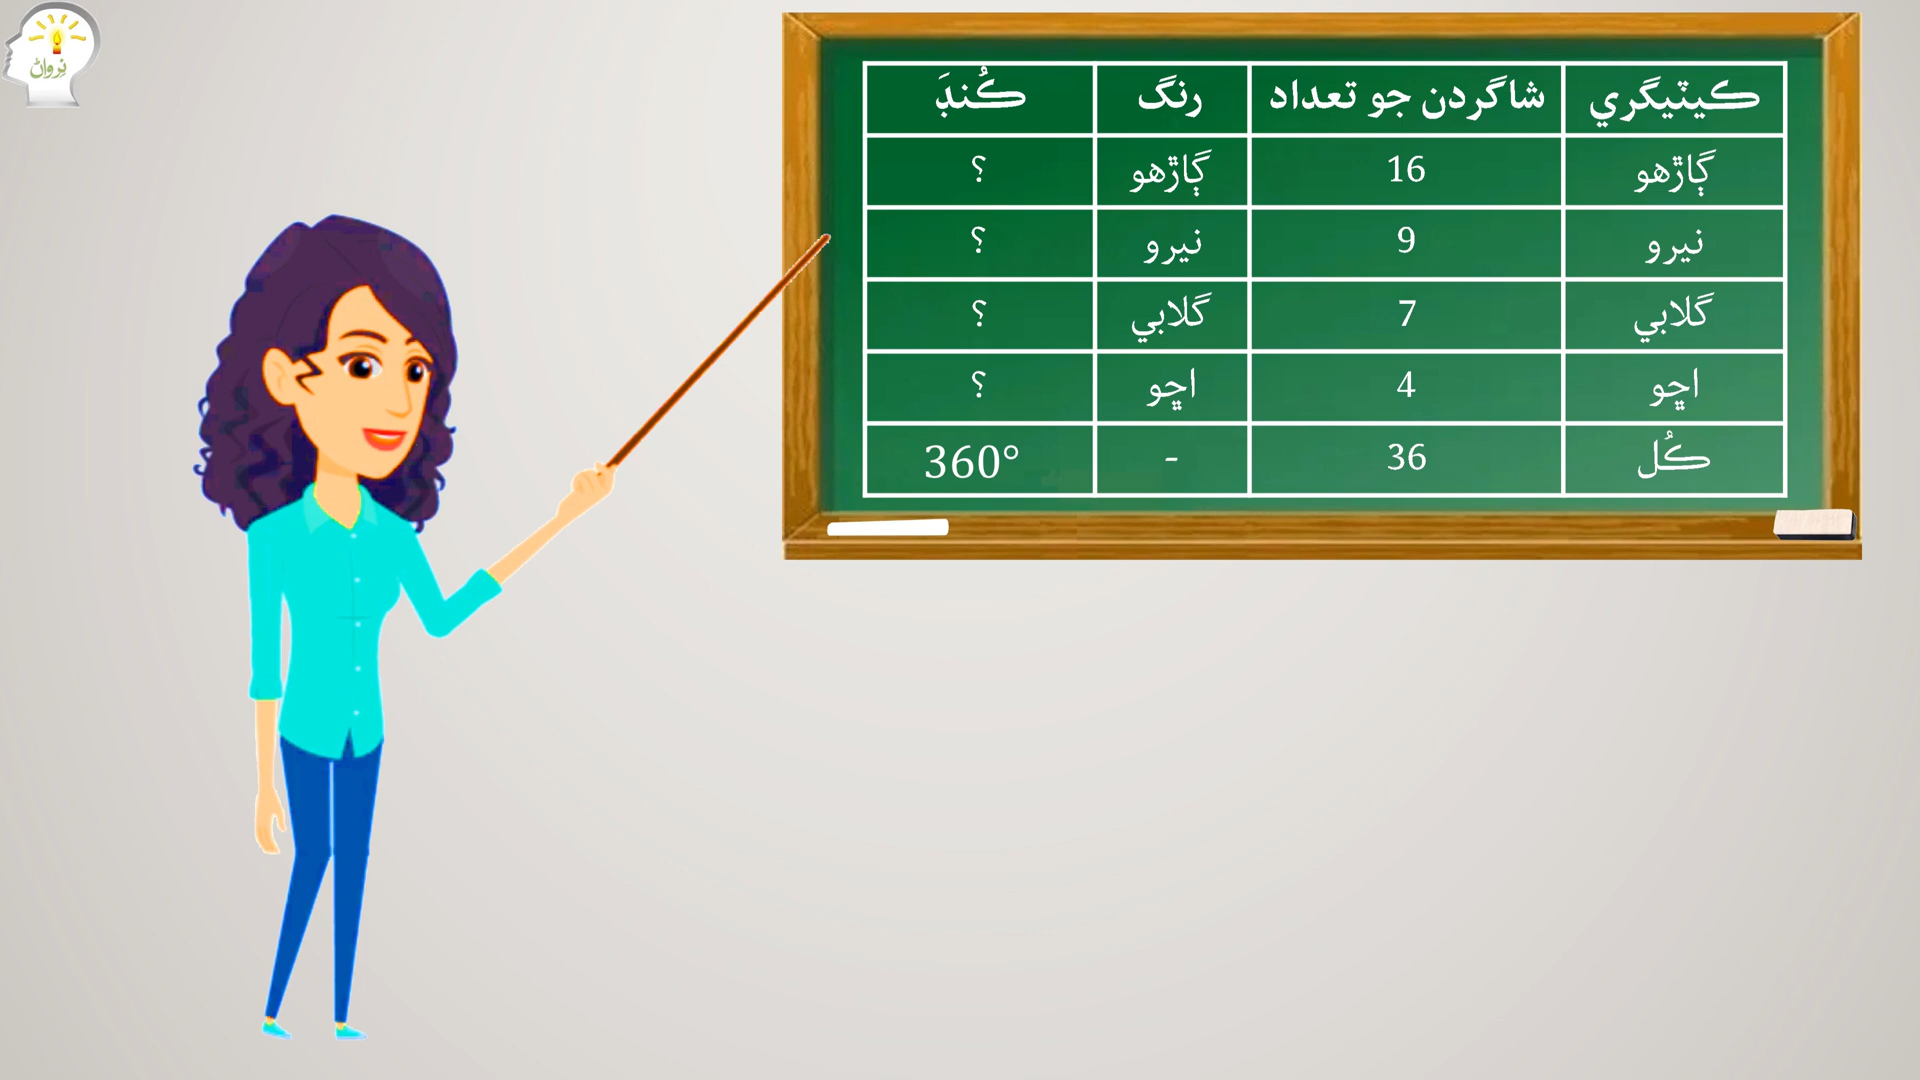 نِرواڻ
ڪيٽيگري شاگردن جو تعداد رنگ ڪُنڊَ
ڳاڙهو 16 ڳاڙهو ؟
نيرو 9 نيرو ؟
گلابي 7 گلابي ؟
اڇو 4 اڇو ؟
ڪُل 36 - 360°